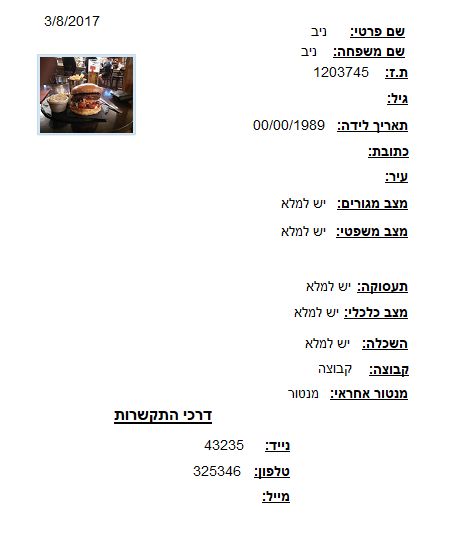 3/8/2017
שם פרטי: ניב
שם משפחה: ניב
ת.ז: 1203745
גיל:
תאריך לידה: 00/00/1989
כתובת:
עיר:
מצב מגורים: יש למלא
מצב משפטי: יש למלא
תעסוקה: יש למלא
מצב כלכלי: יש למלא
השכלה: יש למלא
קבוצה: קבוצה
מנטור אחראי: מנטור
דרכי התקשרות
נייד: 43235
טלפון: 325346
מייל: